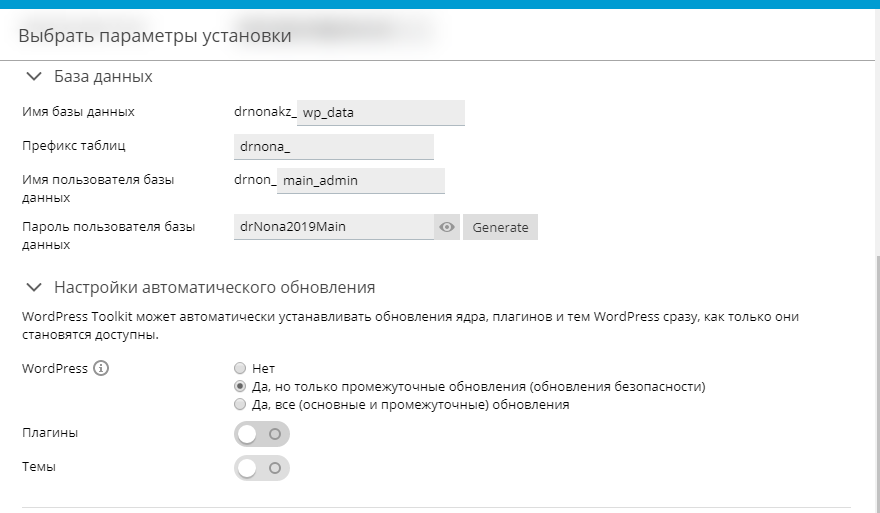 Выбрать параметры установки
База данных
Имя базы данных drnonakz_ wp_data
Префикс таблиц drnona_
Имя пользователя базы данных drnon_ main_admin
Пароль пользователя базы данных drNona2019Main Generate
Настройки автоматического обновления
WordPress Toolkit может автоматически устанавливать обновления ядра, плагинов и тем WordPress сразу, как только они
становятся доступны.
WordPress Нет
Да, но только промежуточные обновления (обновления безопасности)
Да, все (основные и промежуточные) обновления
Плагины
Темы